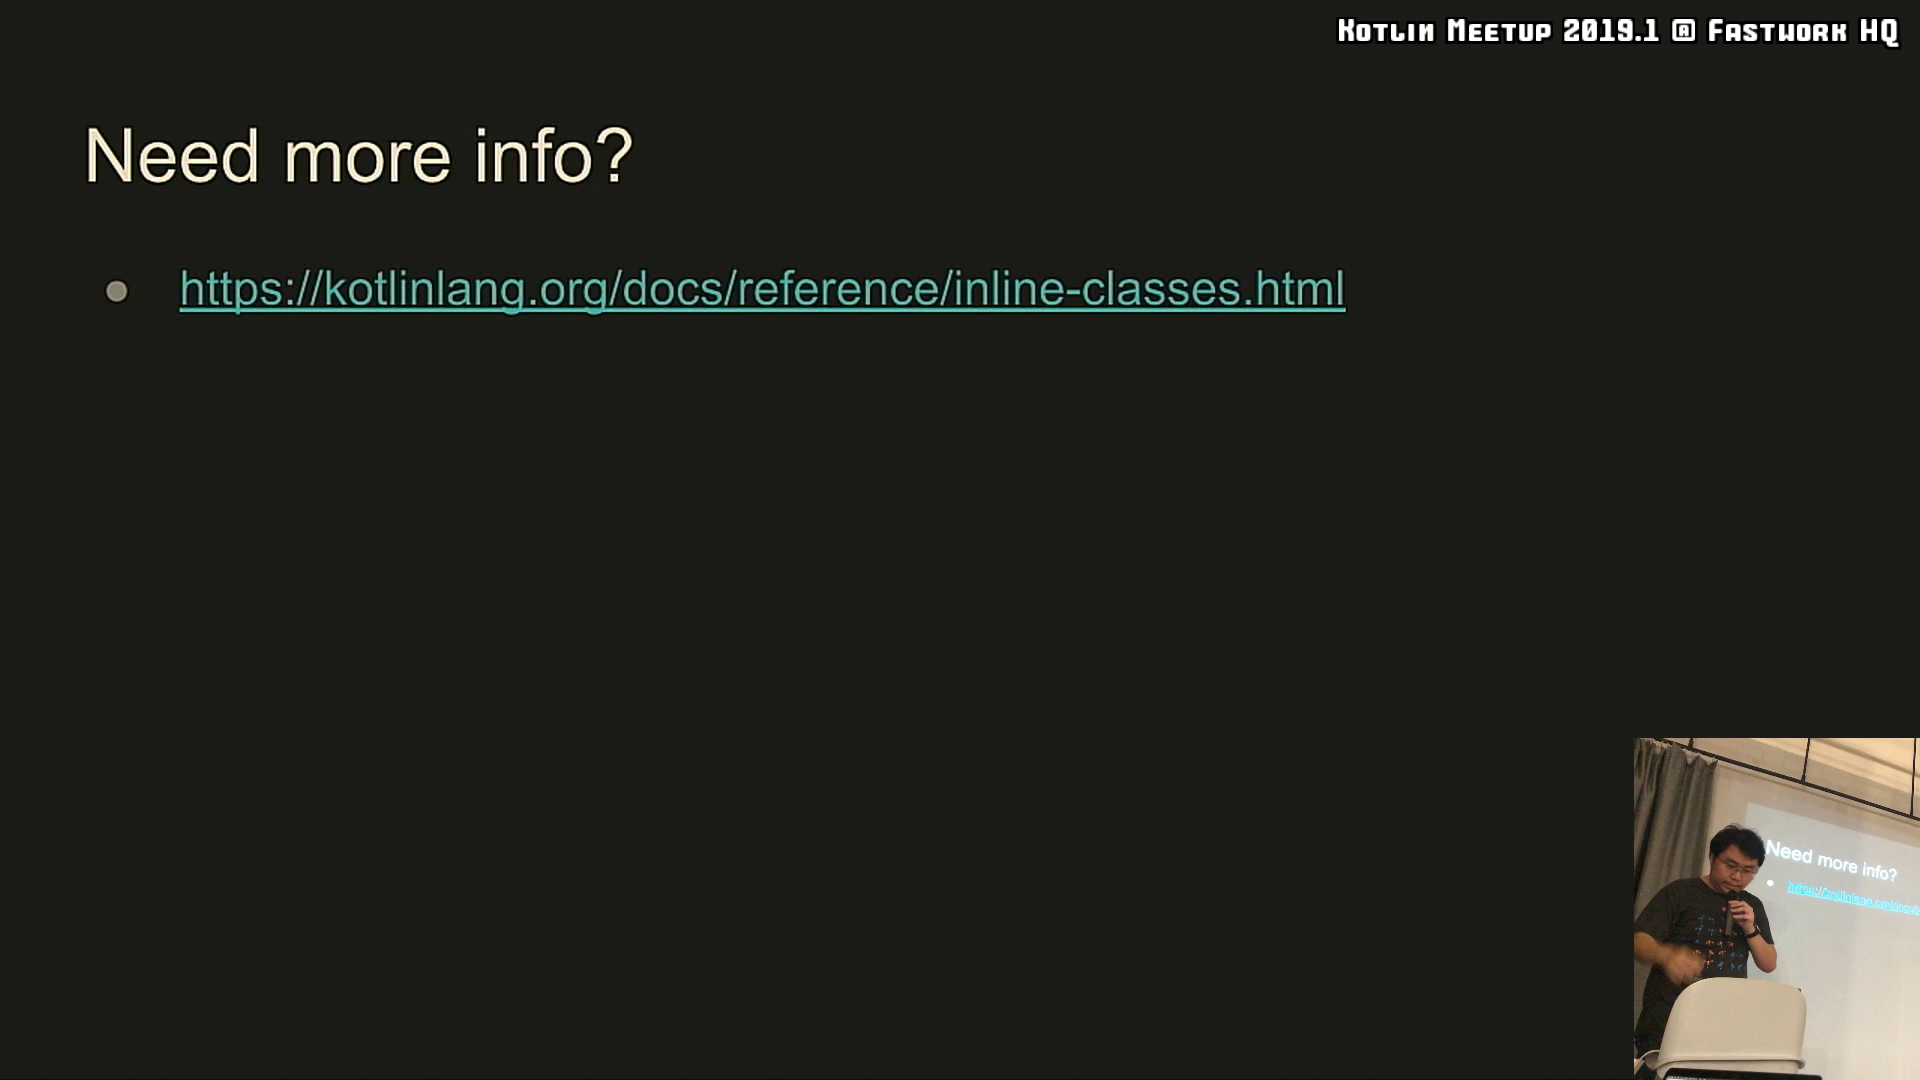 Kotlin Meetup 2019.1 @ Fastwork HQ
Need more info?
https://kotlinlang.org/docs/reference/inline-classes.html
Need more info?